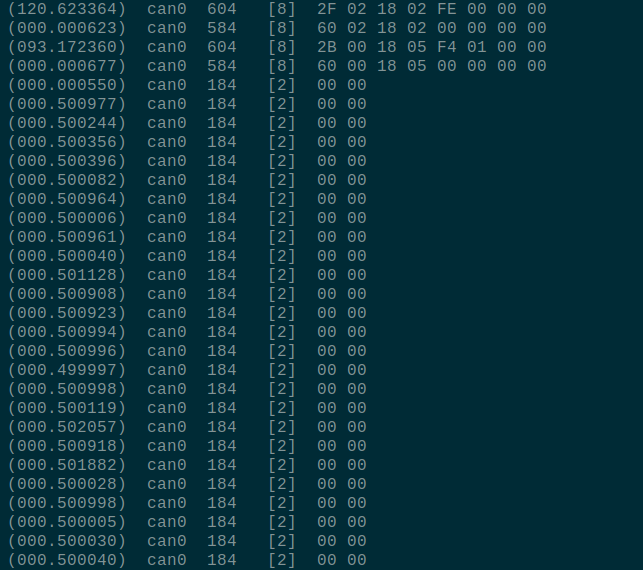 (120.623364)  can0  604   [8]  2F 02 18 02 FE 00 00 00
(000.000623)  can0  584   [8]  60 02 18 02 00 00 00 00
(093.172360)  can0  604   [8]  2B 00 18 05 F4 01 00 00
(000.000677)  can0  584   [8]  60 00 18 05 00 00 00 00
(000.000550)  can0  184   [2]  00 00
(000.500977)  can0  184   [2]  00 00
(000.500244)  can0  184   [2]  00 00
(000.500356)  can0  184   [2]  00 00
(000.500396)  can0  184   [2]  00 00
(000.500082)  can0  184   [2]  00 00
(000.500964)  can0  184   [2]  00 00
(000.500006)  can0  184   [2]  00 00
(000.500961)  can0  184   [2]  00 00
(000.500040)  can0  184   [2]  00 00
(000.501128)  can0  184   [2]  00 00
(000.500908)  can0  184   [2]  00 00
(000.500923)  can0  184   [2]  00 00
(000.500994)  can0  184   [2]  00 00
(000.500996)  can0  184   [2]  00 00
(000.499997)  can0  184   [2]  00 00
(000.500998)  can0  184   [2]  00 00
(000.500119)  can0  184   [2]  00 00
(000.502057)  can0  184   [2]  00 00
(000.500918)  can0  184   [2]  00 00
(000.501882)  can0  184   [2]  00 00
(000.500028)  can0  184   [2]  00 00
(000.500998)  can0  184   [2]  00 00
(000.500005)  can0  184   [2]  00 00
(000.500030)  can0  184   [2]  00 00
(000.500040)  can0  184   [2]  00 00